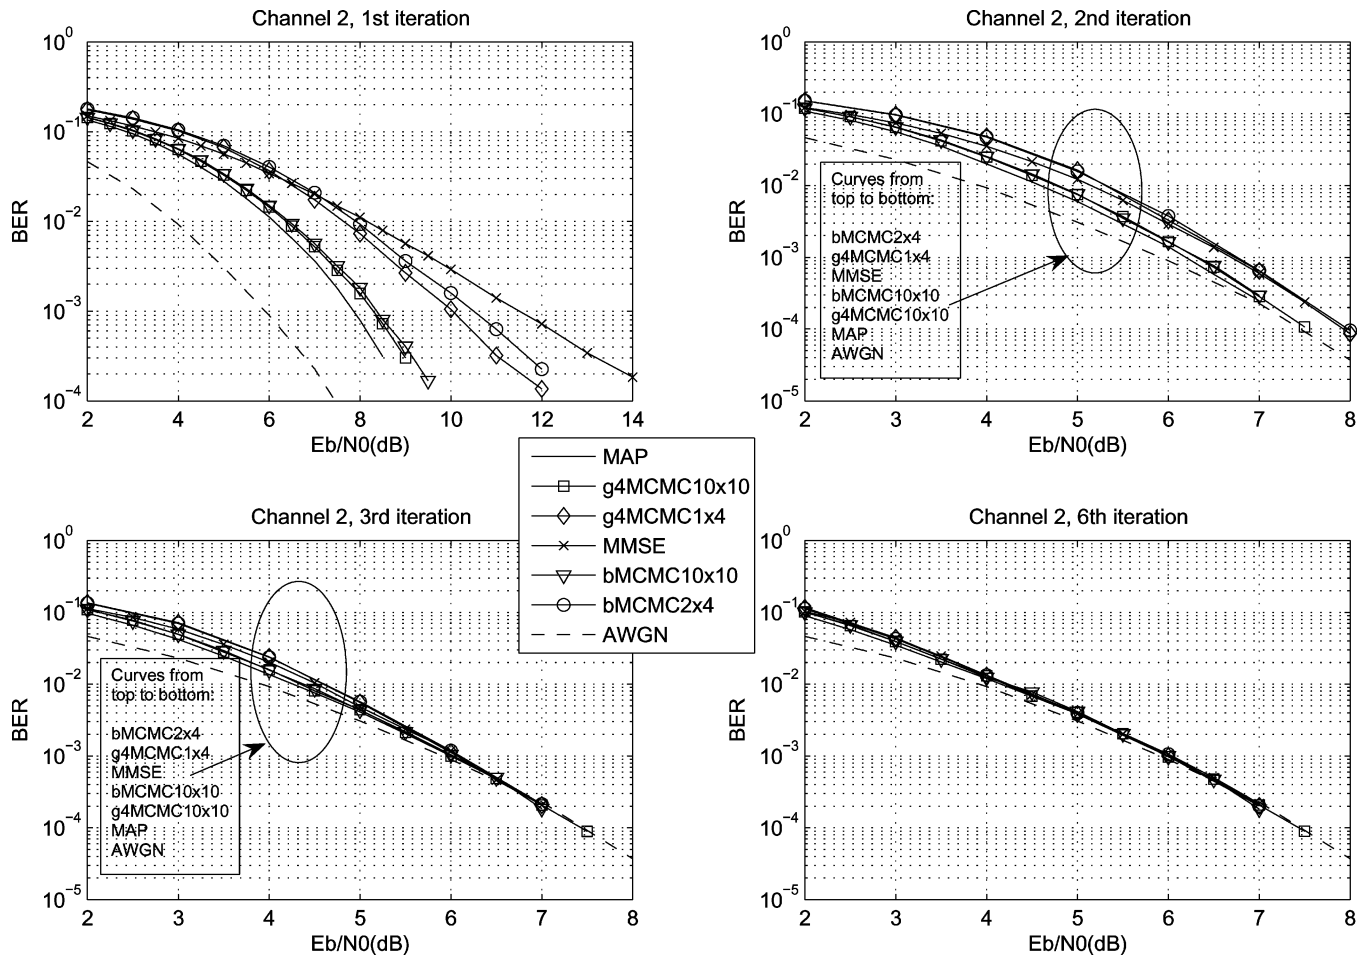 Channel 2, 1st iteration
10^0
10^-1
10^-2
10^-3
10^-4
BER
2 4 6 8 10 12 14
Eb/N0(dB)
Channel 2, 2nd iteration
10^0
10^-1
10^-2
10^-3
10^-4
10^-5
BER
Curves from
top to bottom:
bMCMC2x4
g4MCMC1x4
MMSE
bMCMC10x10
g4MCMC10x10
MAP
AWGN
2 3 4 5 6 7 8
Eb/N0(dB)
MAP
g4MCMC10x10
g4MCMC1x4
MMSE
bMCMC10x10
bMCMC2x4
AWGN
Channel 2, 3rd iteration
10^0
10^-1
10^-2
10^-3
10^-4
10^-5
BER
Curves from
top to bottom:
bMCMC2x4
g4MCMC1x4
MMSE
bMCMC10x10
g4MCMC10x10
MAP
AWGN
2 3 4 5 6 7 8
Eb/N0(dB)
Channel 2, 6th iteration
10^0
10^-1
10^-2
10^-3
10^-4
10^-5
BER
2 3 4 5 6 7 8
Eb/N0(dB)